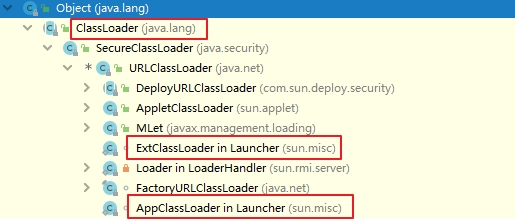 Object (java.lang)
ClassLoader (java.lang)
SecureClassLoader (java.security)
* URLClassLoader (java.net)
DeployURLClassLoader (com.sun.deploy.security)
AppletClassLoader (sun.applet)
MLet (javax.management.loading)
ExtClassLoader in Launcher (sun.misc)
Loader in LoaderHandler (sun.rmi.server)
FactoryURLClassLoader (java.net)
AppClassLoader in Launcher (sun.misc)